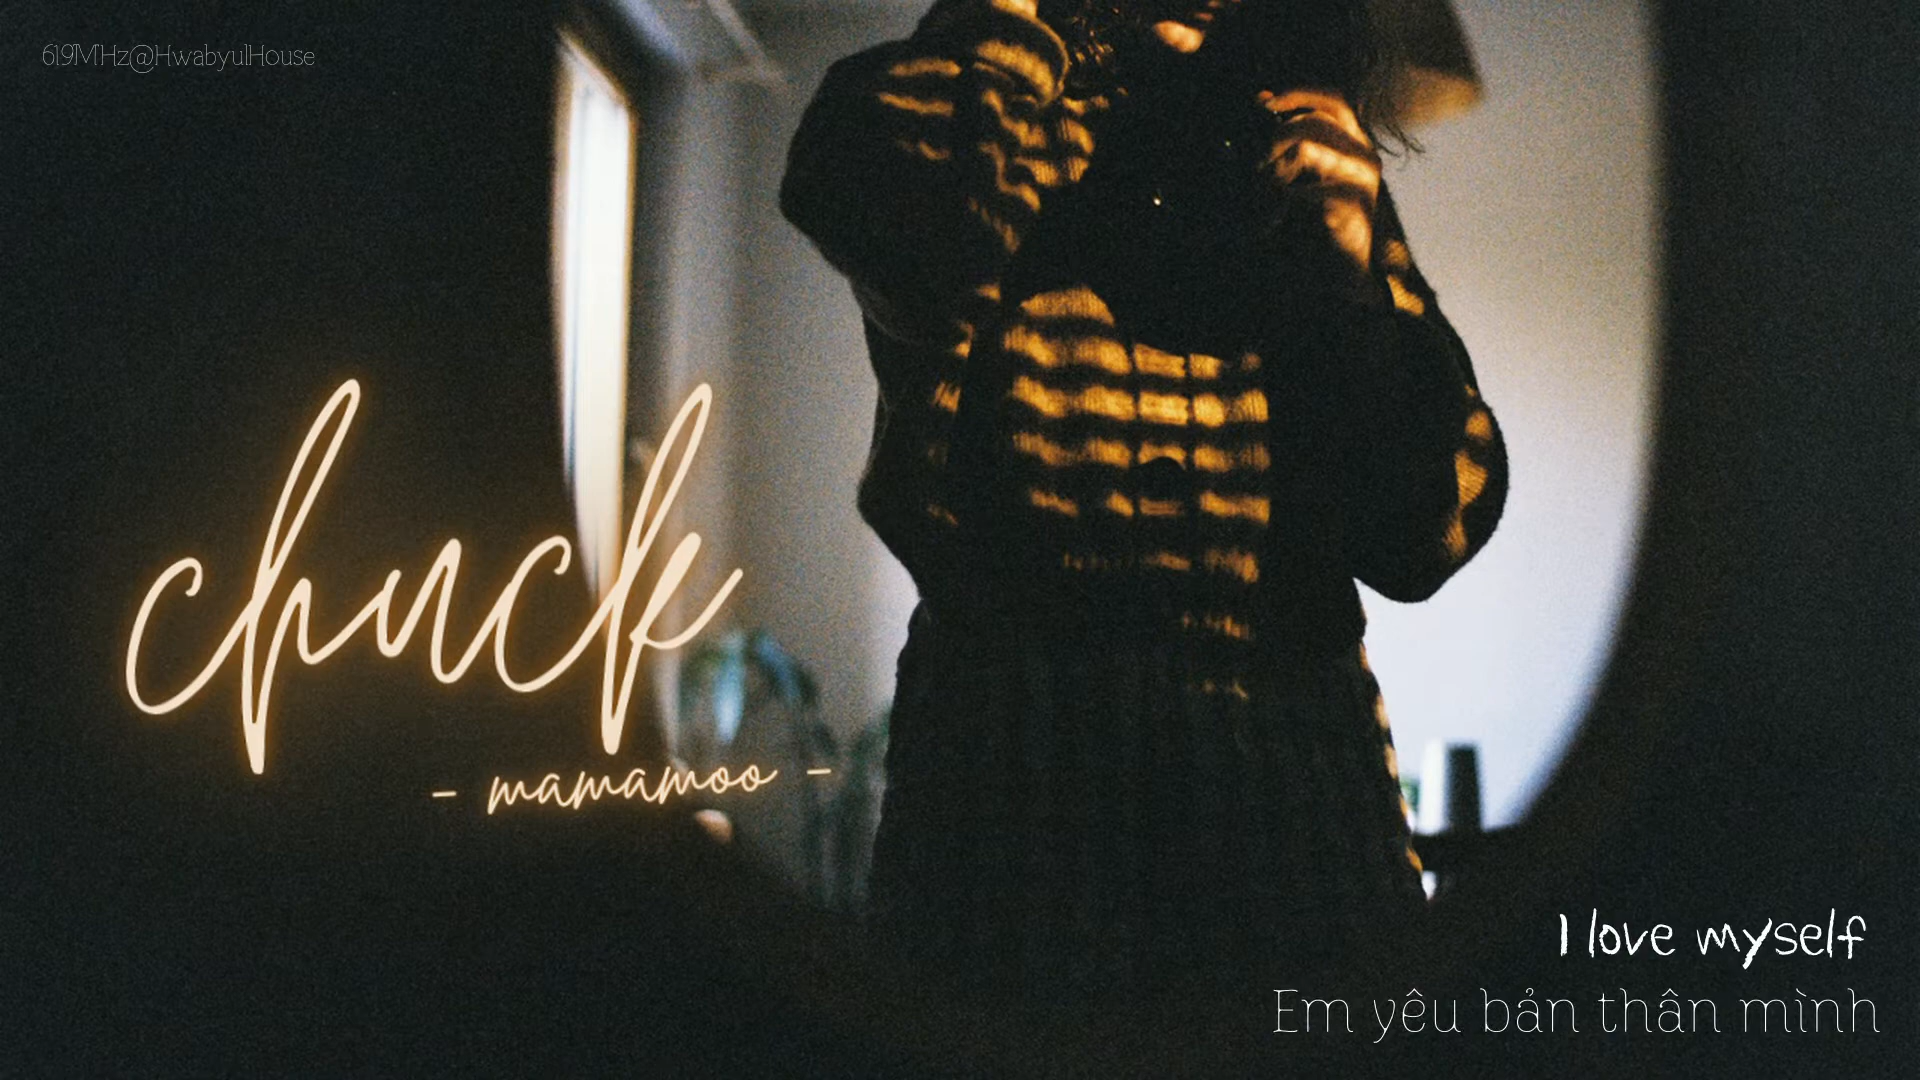 619MHz@HwabyulHouse
chuck
- mamamoo -
I love myself
Em yêu bản thân mình